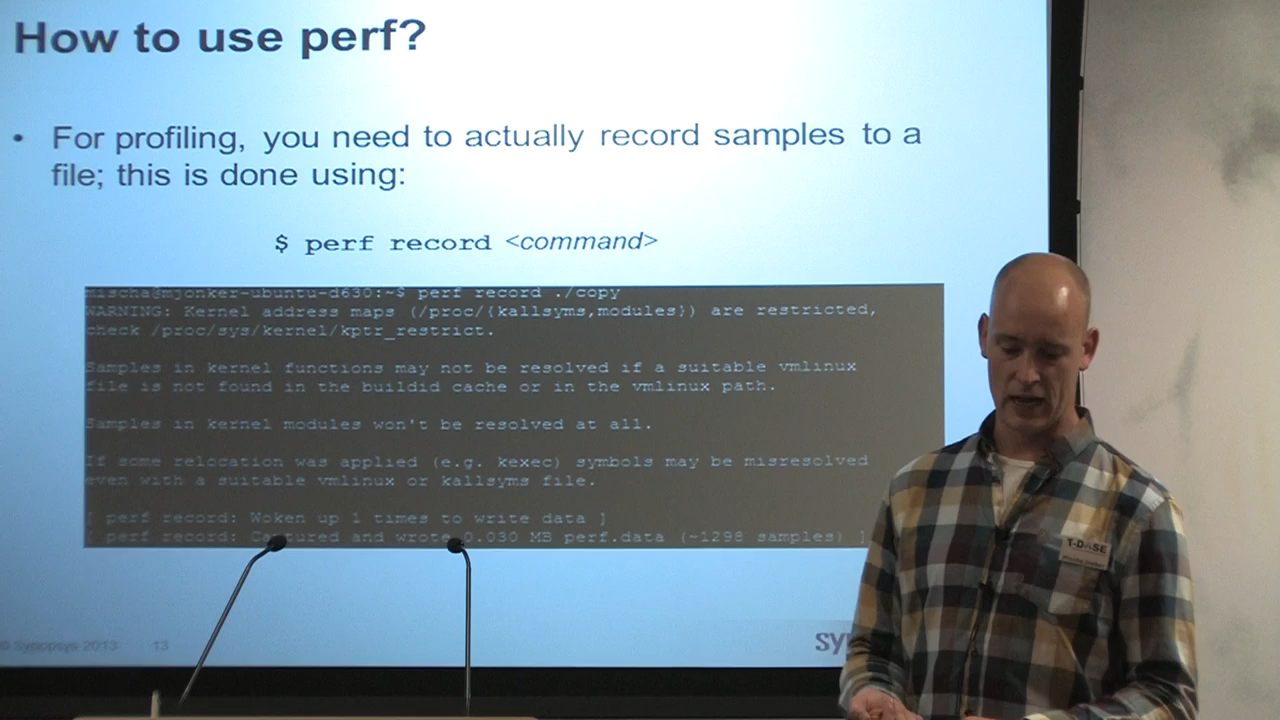 How to use perf?
• For profiling, you need to actually record samples to a
file; this is done using:
$ perf record <command>
mischa@mjonker-ubuntu-d630:~$ perf record ./copy
WARNING: Kernel address maps (/proc/{kallsyms,modules}) are restricted,
check /proc/sys/kernel/kptr_restrict.
Samples in kernel functions may not be resolved if a suitable vmlinux
file is not found in the buildid cache or in the vmlinux path.
Samples in kernel modules won't be resolved at all.
If some relocation was applied (e.g. kexec) symbols may be misresolved
even with a suitable vmlinux or kallsyms file.
[ perf record: Woken up 1 times to write data ]
[ perf record: Captured and wrote 0.030 MB perf.data (~1298 samples) ]
© Synopsys 2013 13
SY
T-DOSE
Mischa Jonker